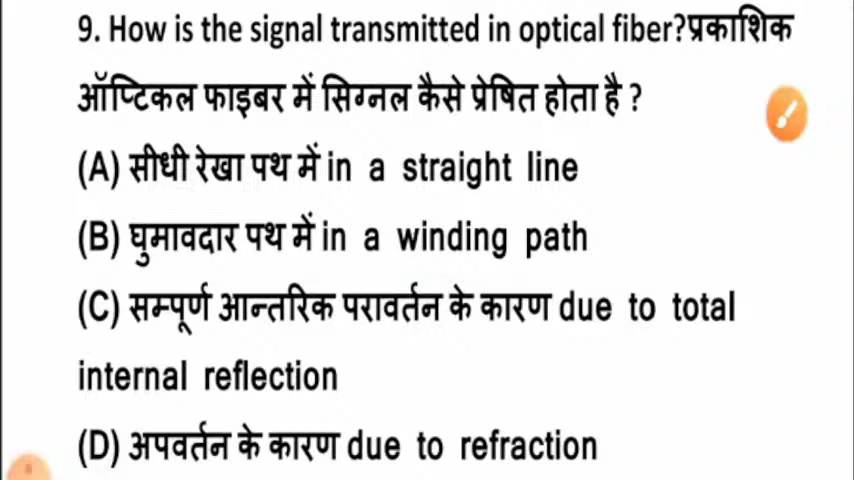 9. How is the signal transmitted in optical fiber?प्रकाशिक
ऑप्टिकल फाइबर में सिग्नल कैसे प्रेषित होता है ?
(A) सीधी रेखा पथ में in a straight line
(B) घुमावदार पथ में in a winding path
(C) सम्पूर्ण आन्तरिक परावर्तन के कारण due to total
internal reflection
(D) अपवर्तन के कारण due to refraction